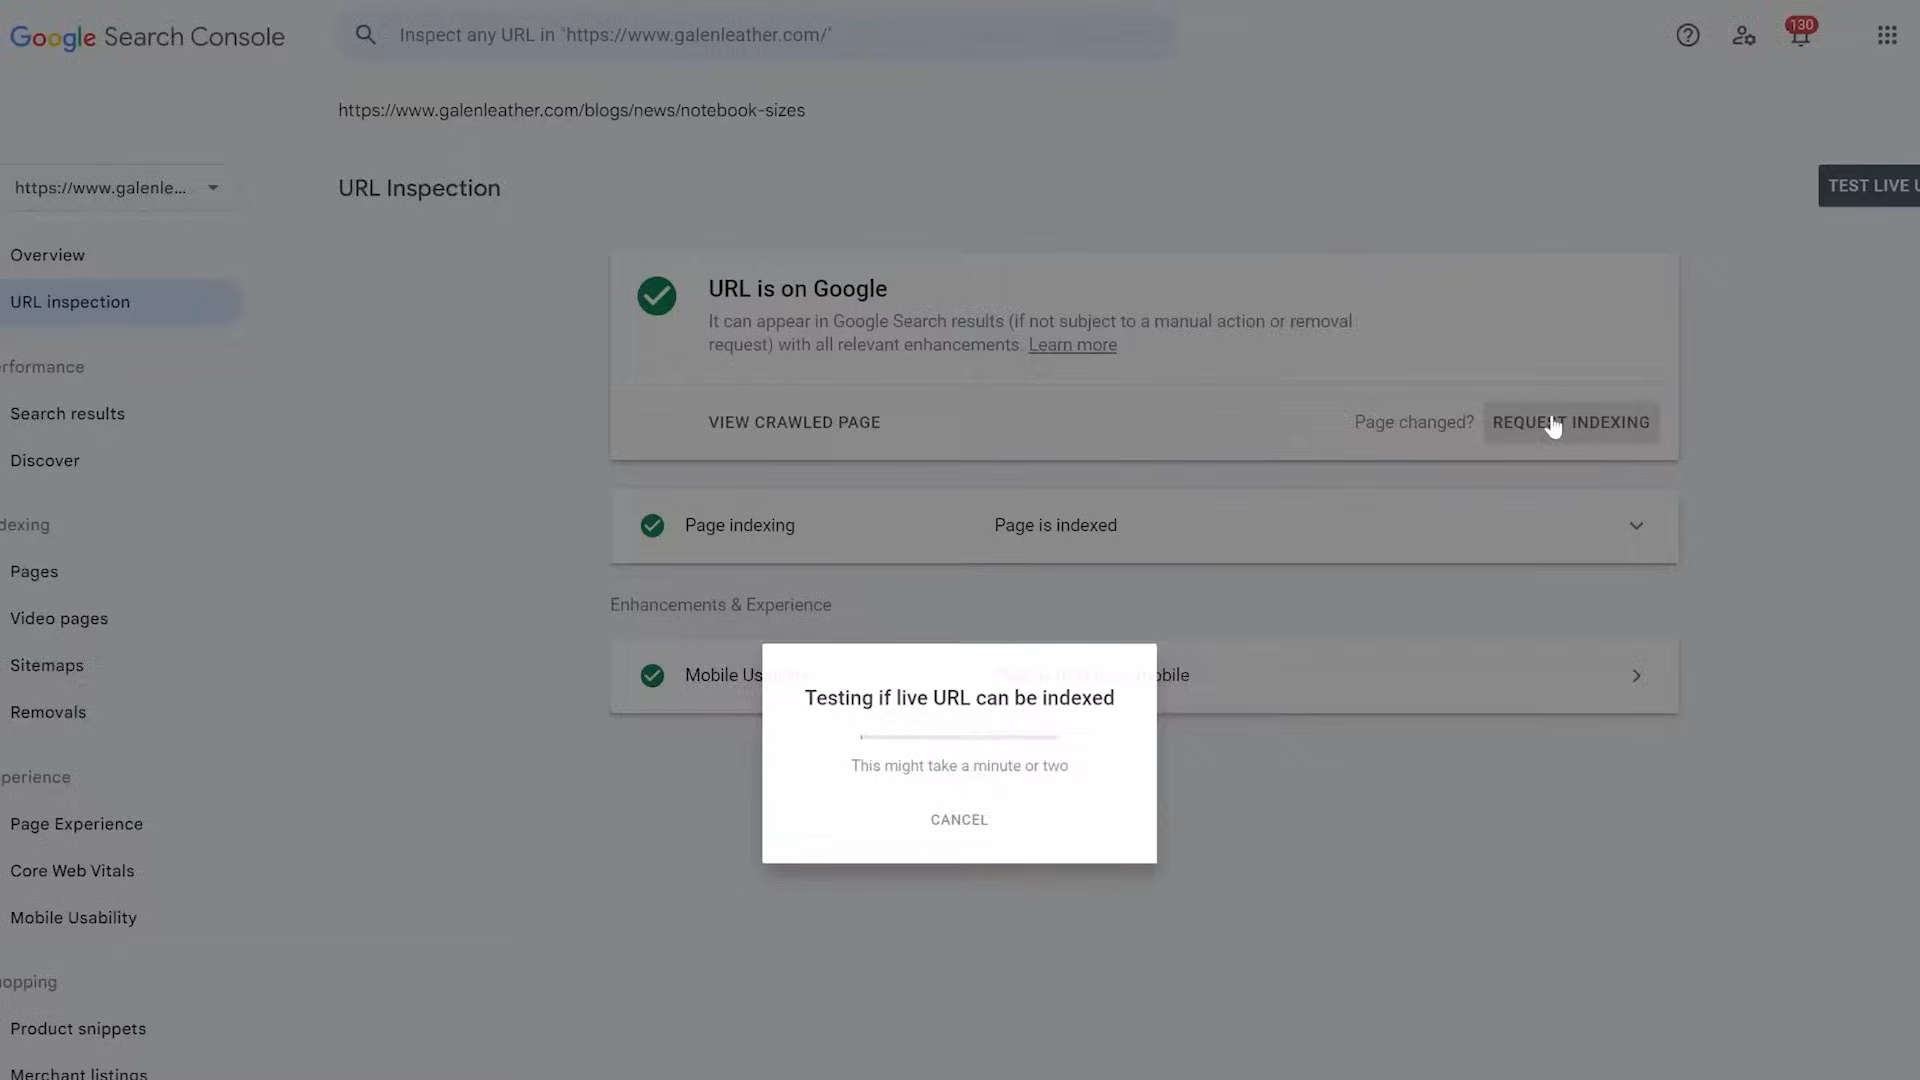 Google Search Console
Inspect any URL in "https://www.galenleather.com/"
130
https://www.galenleather.com/blogs/news/notebook-sizes
https://www.galenle...
URL Inspection
TEST LIVE U
Overview
URL inspection
URL is on Google
It can appear in Google Search results (if not subject to a manual action or removal
request) with all relevant enhancements. Learn more
rformance
Search results
VIEW CRAWLED PAGE
Page changed?
REQUEST INDEXING
Discover
dexing
Page indexing
Page is indexed
Pages
Enhancements & Experience
Video pages
Sitemaps
Mobile Us
obile
Testing if live URL can be indexed
Removals
This might take a minute or two
perience
CANCEL
Page Experience
Core Web Vitals
Mobile Usability
opping
Product snippets
Merchant listings